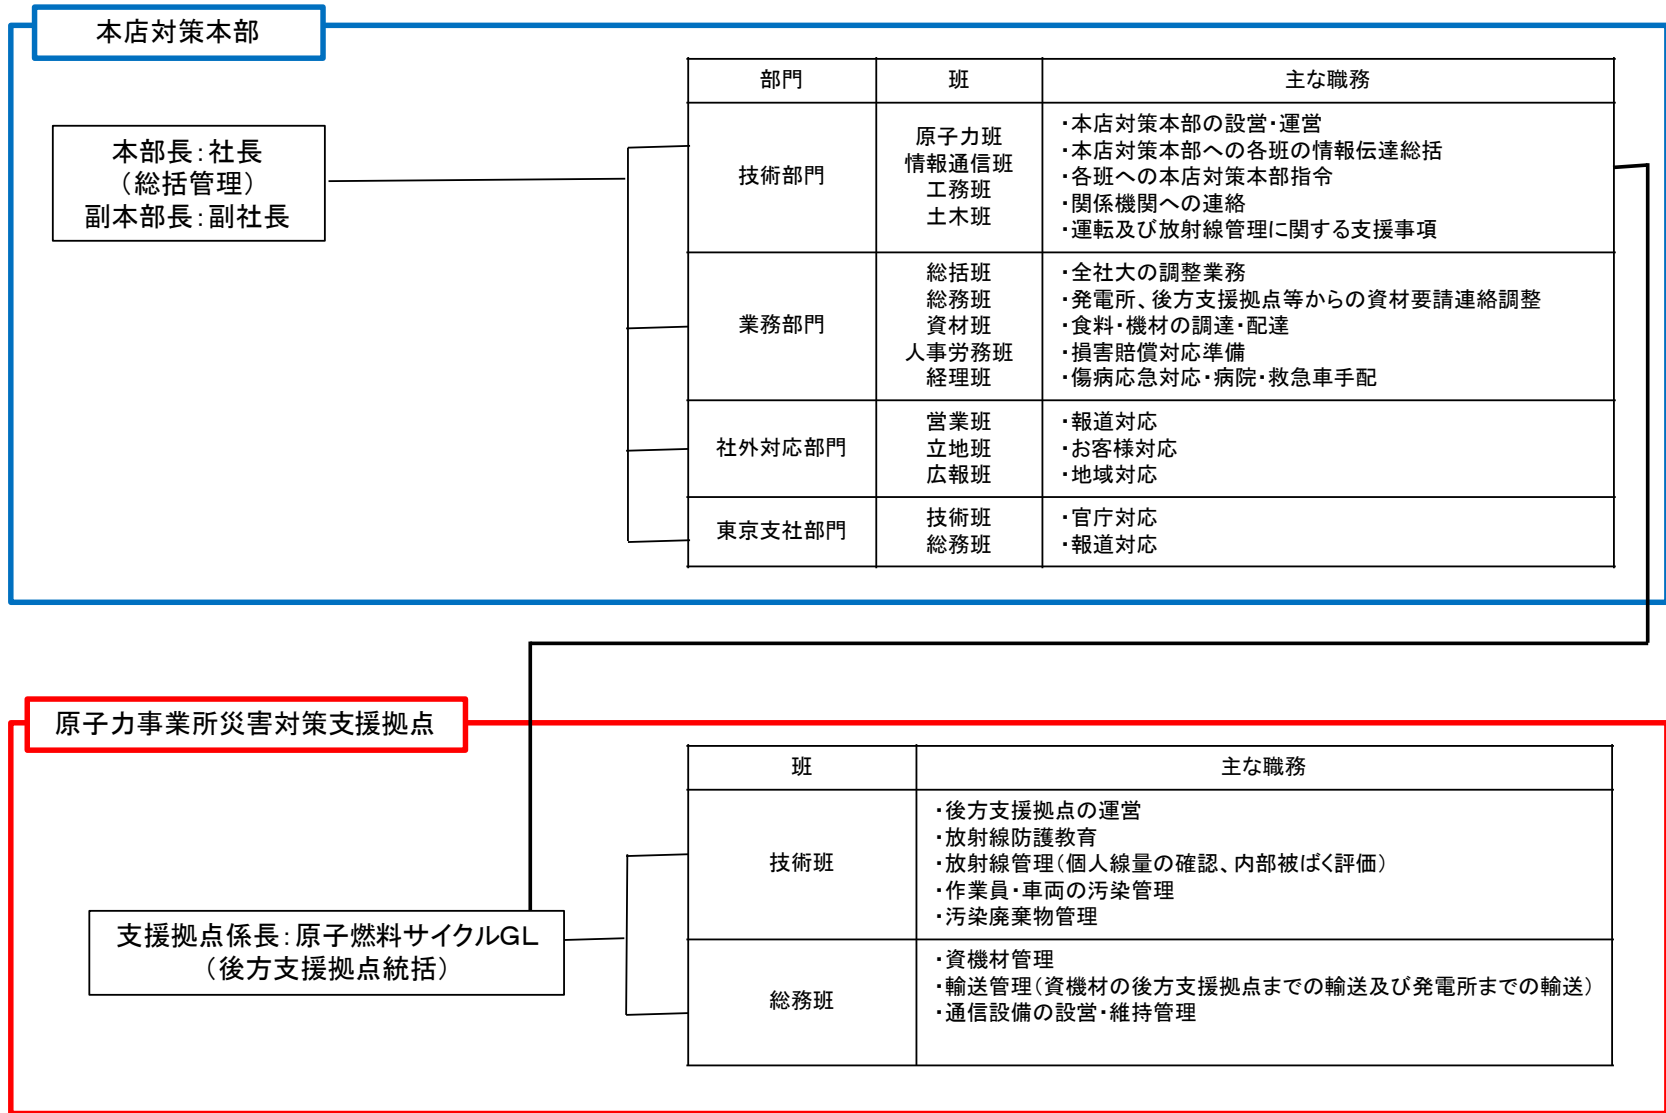 本店対策本部
本部長：社長
（総括管理）
副本部長：副社長
部門 班 主な職務
技術部門
原子力班
情報通信班
工務班
土木班
・本店対策本部の設営・運営
・本店対策本部への各班の情報伝達総括
・各班への本店対策本部指令
・関係機関への連絡
・運転及び放射線管理に関する支援事項
業務部門
総括班
総務班
資材班
人事労務班
経理班
・全社大の調整業務
・発電所、後方支援拠点等からの資材要請連絡調整
・食料・機材の調達・配達
・損害賠償対応準備
・傷病応急対応・病院・救急車手配
社外対応部門
営業班
立地班
広報班
・報道対応
・お客様対応
・地域対応
東京支社部門
技術班
総務班
・官庁対応
・報道対応
原子力事業所災害対策支援拠点
支援拠点係長：原子燃料サイクルＧＬ
（後方支援拠点統括）
班 主な職務
技術班
・後方支援拠点の運営
・放射線防護教育
・放射線管理（個人線量の確認、内部被ばく評価）
・作業員・車両の汚染管理
・汚染廃棄物管理
総務班
・資機材管理
・輸送管理（資機材の後方支援拠点までの輸送及び発電所までの輸送）
・通信設備の設営・維持管理